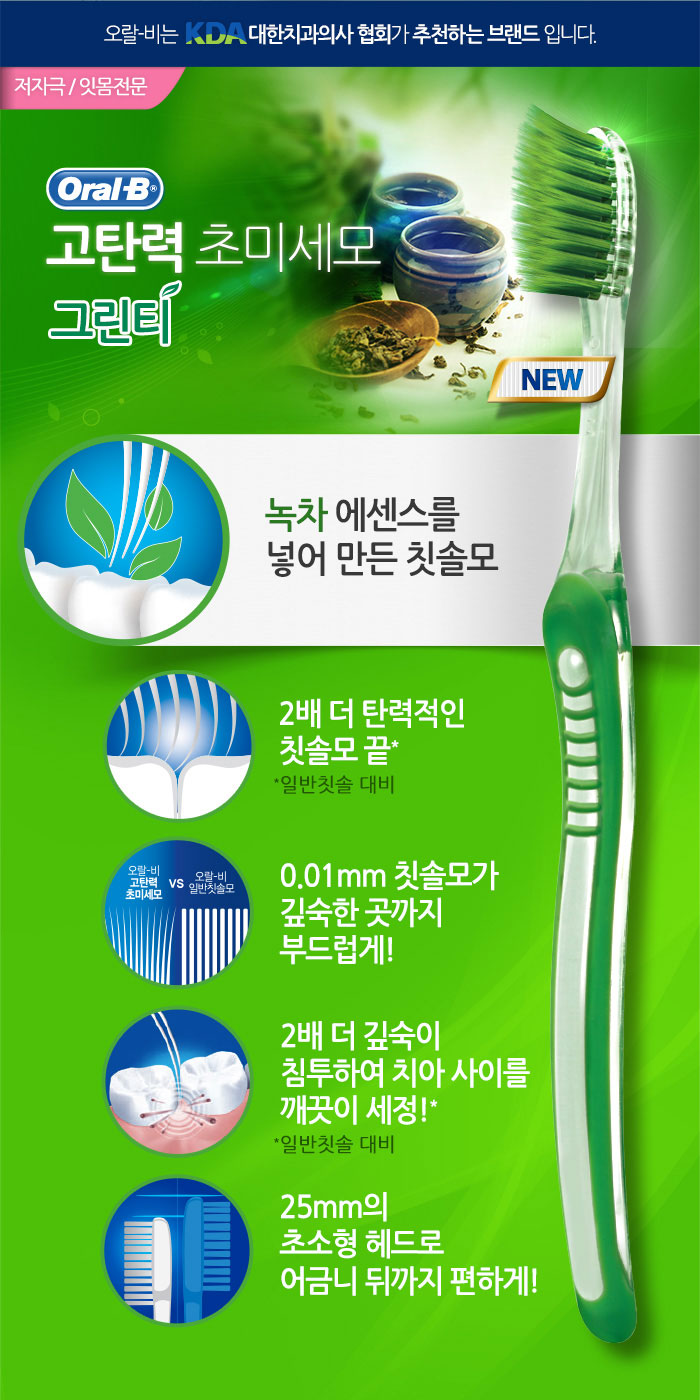 오랄-비는 KDA 대한치과의사 협회가 추천하는 브랜드 입니다.
저자극 / 잇몸전문
Oral-B®
고탄력 초미세모
그린티
NEW
녹차 에센스를
넣어 만든 칫솔모
2배 더 탄력적인
칫솔모 끝*
*일반칫솔 대비
오랄-비
고탄력
초미세모
vs
오랄-비
일반칫솔모
0.01mm 칫솔모가
깊숙한 곳까지
부드럽게!
2배 더 깊숙이
침투하여 치아 사이를
깨끗이 세정!*
*일반칫솔 대비
25mm의
초소형 헤드로
어금니 뒤까지 편하게!